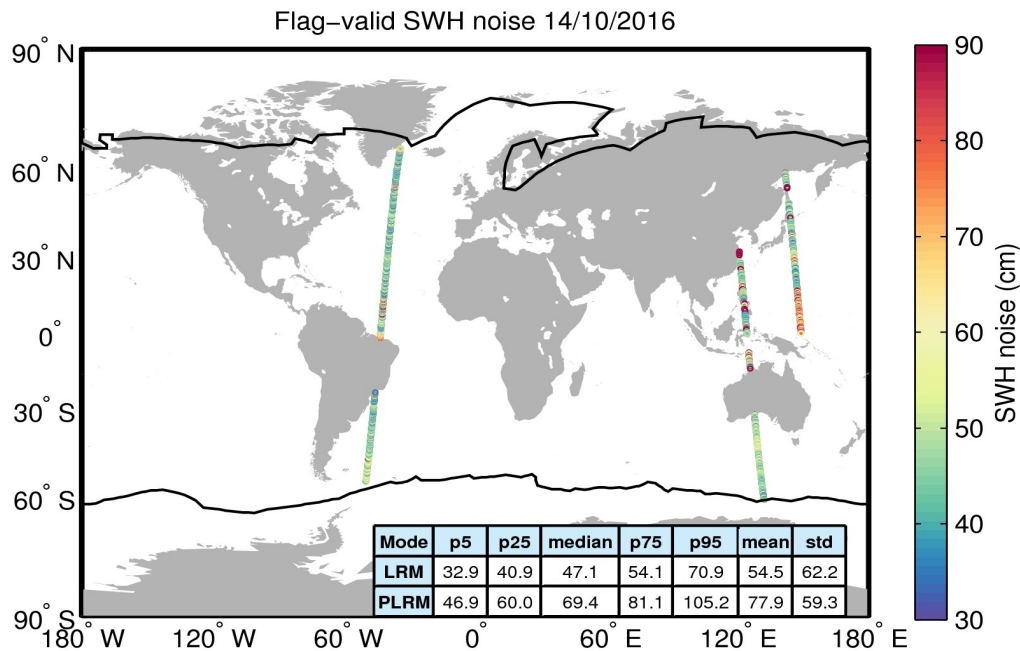 Flag−valid SWH noise 14/10/2016
90° N
60° N
30° N
0°
30° S
60° S
90° S
180° W
120° W
60° W
0°
60° E
120° E
180° E
90
80
70
60
50
40
30
SWH noise (cm)
Mode p5 p25 median p75 p95 mean std
LRM 32.9 40.9 47.1 54.1 70.9 54.5 62.2
PLRM 46.9 60.0 69.4 81.1 105.2 77.9 59.3